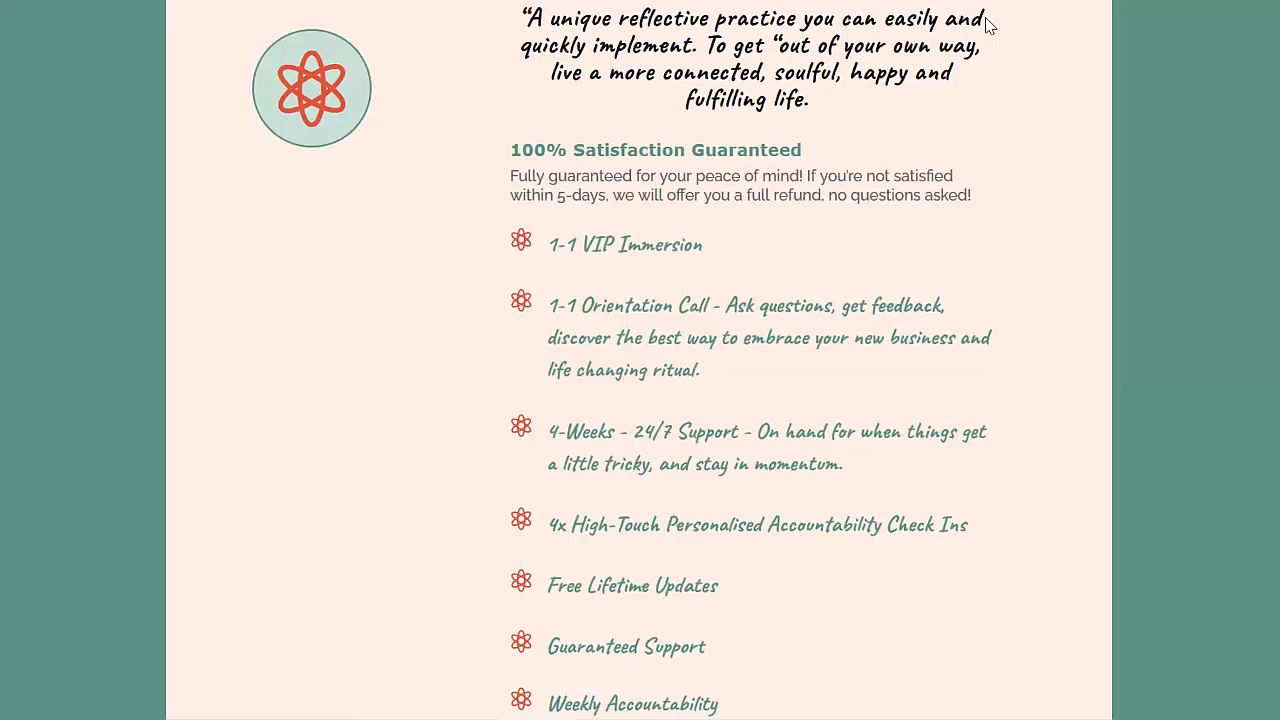 “A unique reflective practice you can easily and
quickly implement. To get “out of your own way,
live a more connected, soulful, happy and
fulfilling life.
100% Satisfaction Guaranteed
Fully guaranteed for your peace of mind! If you're not satisfied
within 5-days, we will offer you a full refund, no questions asked!
1-1 VIP Immersion
1-1 Orientation Call - Ask questions, get feedback,
discover the best way to embrace your new business and
life changing ritual.
4-Weeks - 24/7 Support - On hand for when things get
a little tricky, and stay in momentum.
4x High-Touch Personalised Accountability Check Ins
Free Lifetime Updates
Guaranteed Support
Weekly Accountability